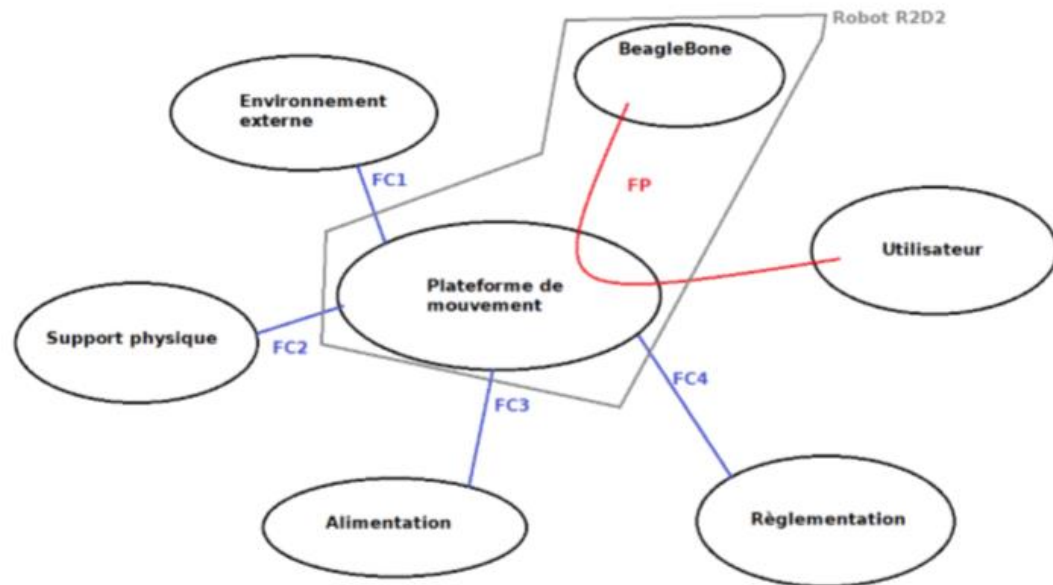 Robot R2D2
BeagleBone
Environnement
externe
FC1
FP
Utilisateur
Plateforme de
mouvement
Support physique
FC2
FC4
FC3
Alimentation
Règlementation